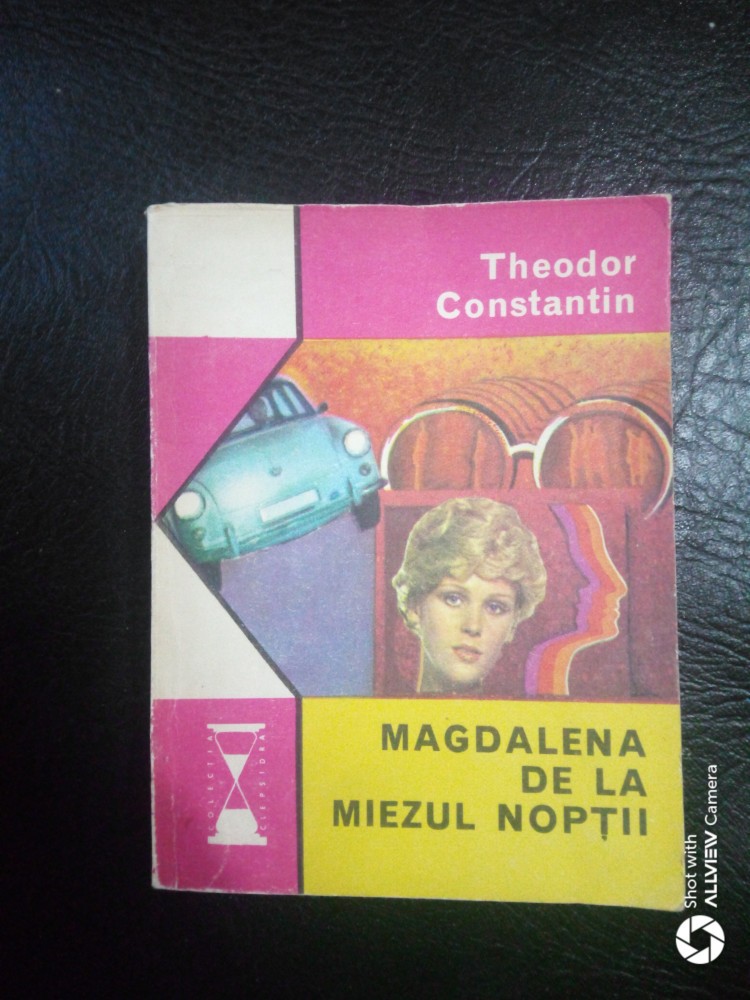 Theodor
Constantin
MAGDALENA
DE LA
MIEZUL NOPȚII
COLECȚIA
CLEPSIDRA
Shot with
ALLVIEW Camera